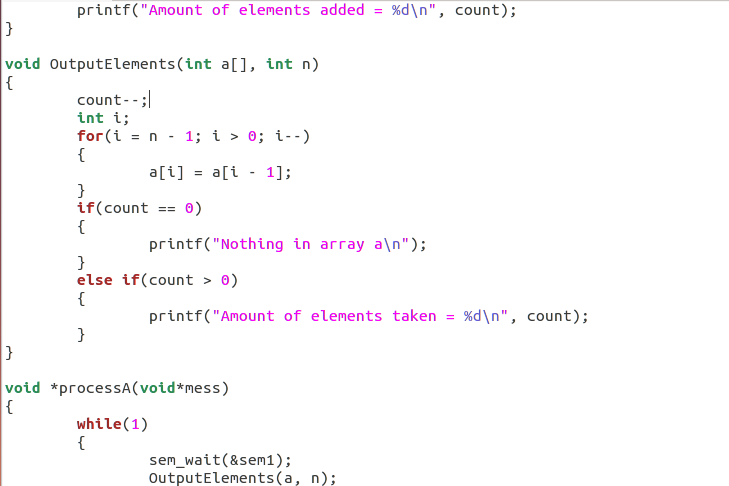 printf("Amount of elements added = %d\n", count);
}

void OutputElements(int a[], int n)
{
        count--;
        int i;
        for(i = n - 1; i > 0; i--)
        {
                a[i] = a[i - 1];
        }
        if(count == 0)
        {
                printf("Nothing in array a\n");
        }
        else if(count > 0)
        {
                printf("Amount of elements taken = %d\n", count);
        }
}

void *processA(void*mess)
{
        while(1)
        {
                sem_wait(&sem1);
                OutputElements(a, n);